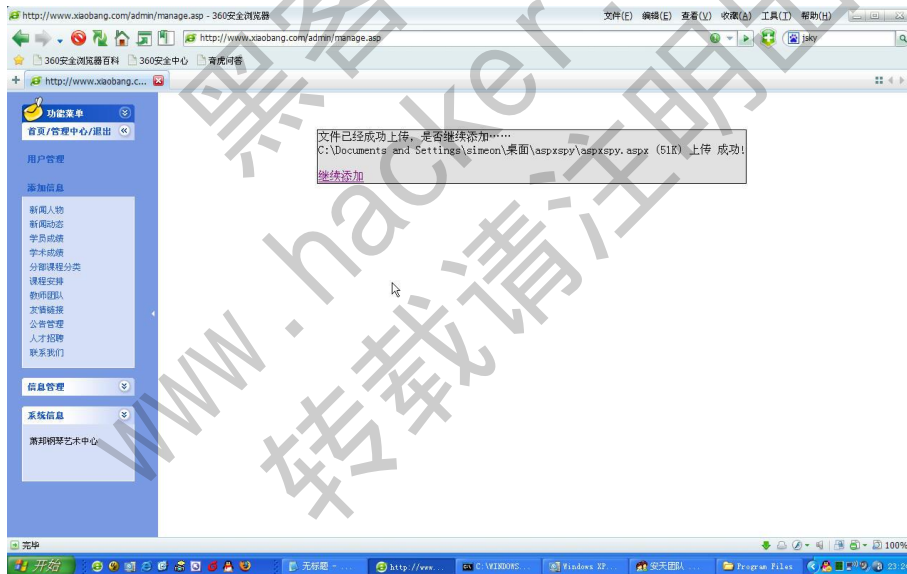 http://www.xiaobang.com/admin/manage.asp - 360安全浏览器
文件(F) 编辑(E) 查看(V) 收藏(A) 工具(T) 帮助(H)
http://www.xiaobang.com/admin/manage.asp
jsky
360安全浏览器百科 360安全中心 奇虎问答
http://www.xiaobang.c...
功能菜单
首页/管理中心/退出
用户管理
添加信息
新闻人物
新闻动态
学员成绩
学术成绩
分部课程分类
课程安排
教师团队
友情链接
公告管理
人才招聘
联系我们
信息管理
系统信息
萧邦钢琴艺术中心
文件已经成功上传，是否继续添加……
C:\Documents and Settings\simeon\桌面\aspxspy\aspxspy.aspx (51K) 上传 成功!
继续添加
完毕
100%
开始
无标题 - ...
http://www...
C:\WINDOWS...
Windows XP...
安天团队...
Program Files
23:2
www.hacker.
转载请注明
黑客